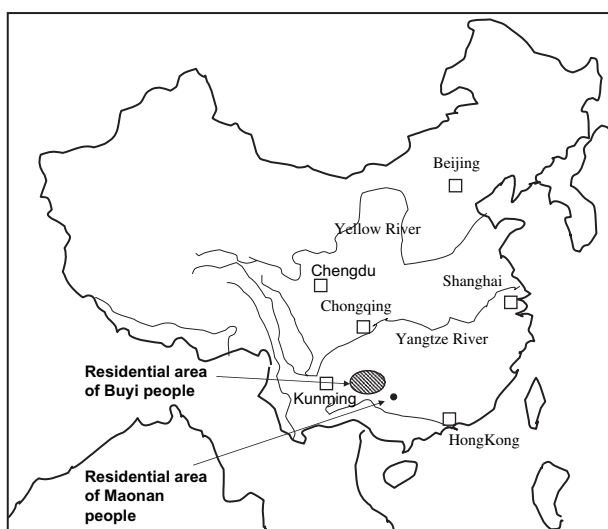 Beijing
Yellow River
Chengdu
Shanghai
Chongqing
Yangtze River
Residential area
of Buyi people
Kunming
HongKong
Residential area
of Maonan
people